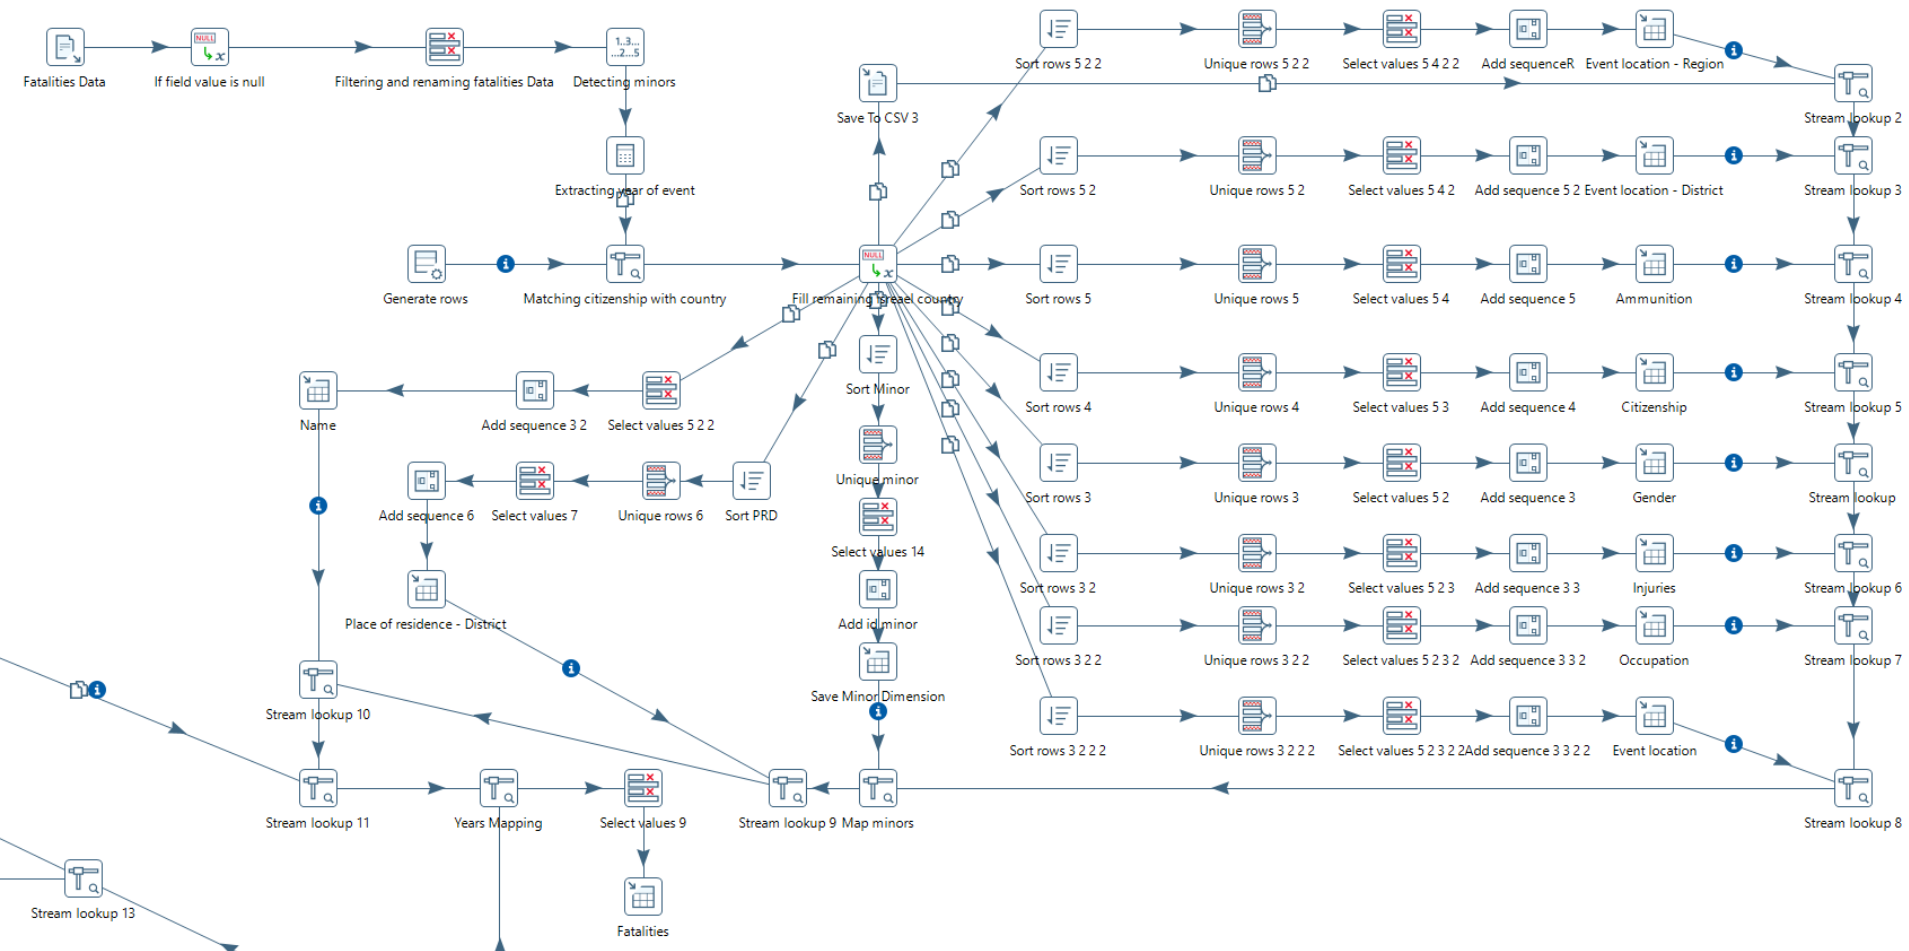 Fatalities Data
If field value is null
Filtering and renaming fatalities Data
Detecting minors
Extracting year of event
Generate rows
Matching citizenship with country
Save To CSV 3
Fill remaining isreael country
Sort rows 5 2 2
Unique rows 5 2 2
Select values 5 4 2 2
Add sequenceR
Event location - Region
Stream lookup 2
Sort rows 5 2
Unique rows 5 2
Select values 5 4 2
Add sequence 5 2
Event location - District
Stream lookup 3
Sort rows 5
Unique rows 5
Select values 5 4
Add sequence 5
Ammunition
Stream lookup 4
Sort rows 4
Unique rows 4
Select values 5 3
Add sequence 4
Citizenship
Stream lookup 5
Sort rows 3
Unique rows 3
Select values 5 2
Add sequence 3
Gender
Stream lookup
Sort rows 3 2
Unique rows 3 2
Select values 5 2 3
Add sequence 3 3
Injuries
Stream lookup 6
Sort rows 3 2 2
Unique rows 3 2 2
Select values 5 2 3 2
Add sequence 3 3 2
Occupation
Stream lookup 7
Sort rows 3 2 2 2
Unique rows 3 2 2 2
Select values 5 2 3 2 2
Add sequence 3 3 2 2
Event location
Stream lookup 8
Name
Add sequence 3 2
Select values 5 2 2
Add sequence 6
Select values 7
Unique rows 6
Sort PRD
Place of residence - District
Sort Minor
Unique minor
Select values 14
Add id minor
Save Minor Dimension
Stream lookup 10
Stream lookup 11
Years Mapping
Select values 9
Stream lookup 9
Map minors
Stream lookup 13
Fatalities